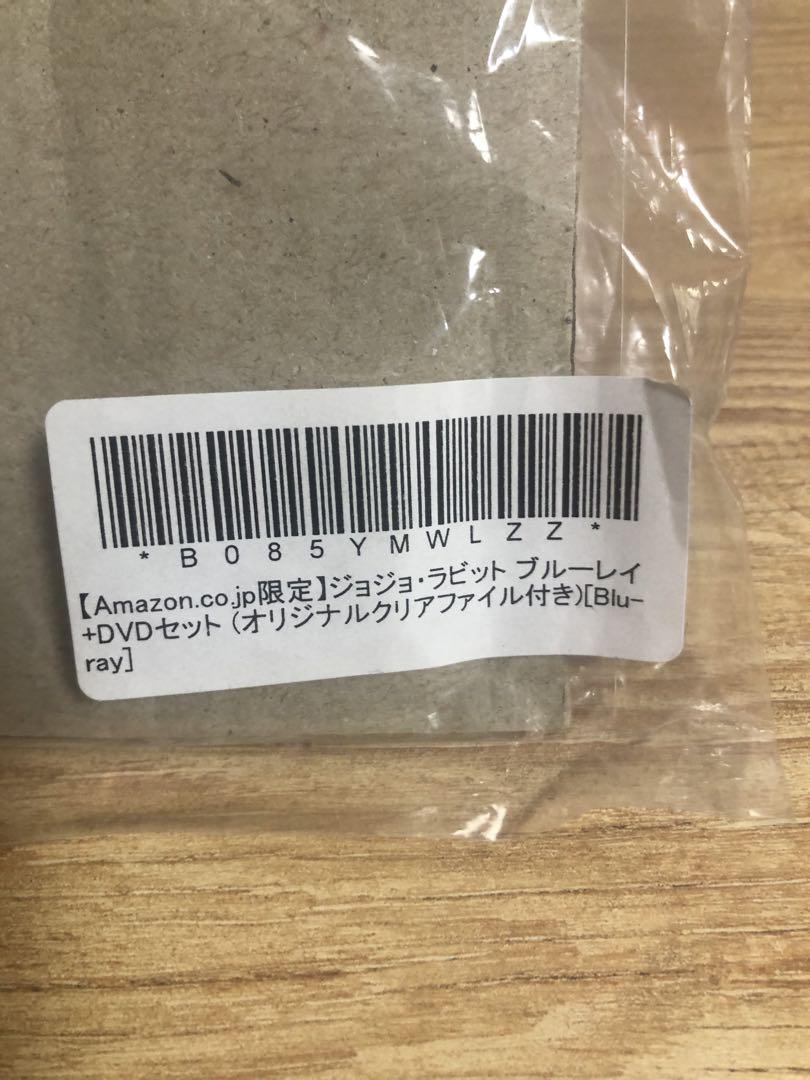 *B085YMWLZZ*
【Amazon.co.jp限定】ジョジョ・ラビット ブルーレイ
+DVDセット (オリジナルクリアファイル付き)[Blu-
ray]